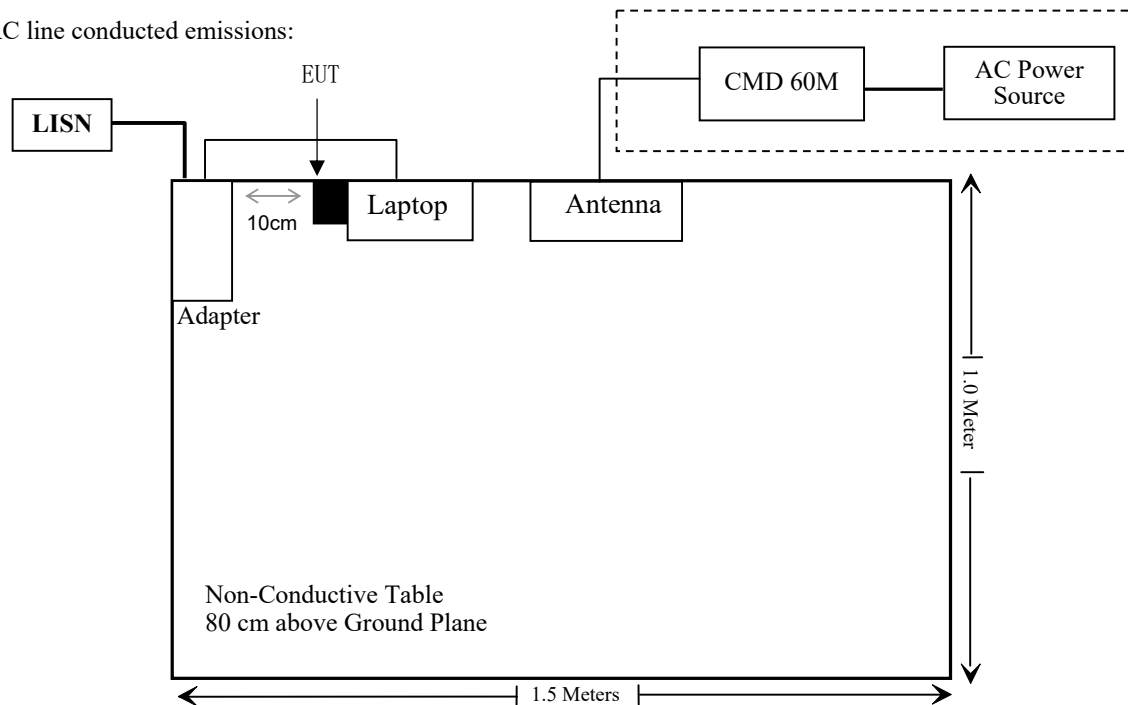 AC line conducted emissions:
EUT
LISN
CMD 60M
AC Power
Source
10cm
Laptop
Antenna
Adapter
1.0 Meter
Non-Conductive Table
80 cm above Ground Plane
1.5 Meters